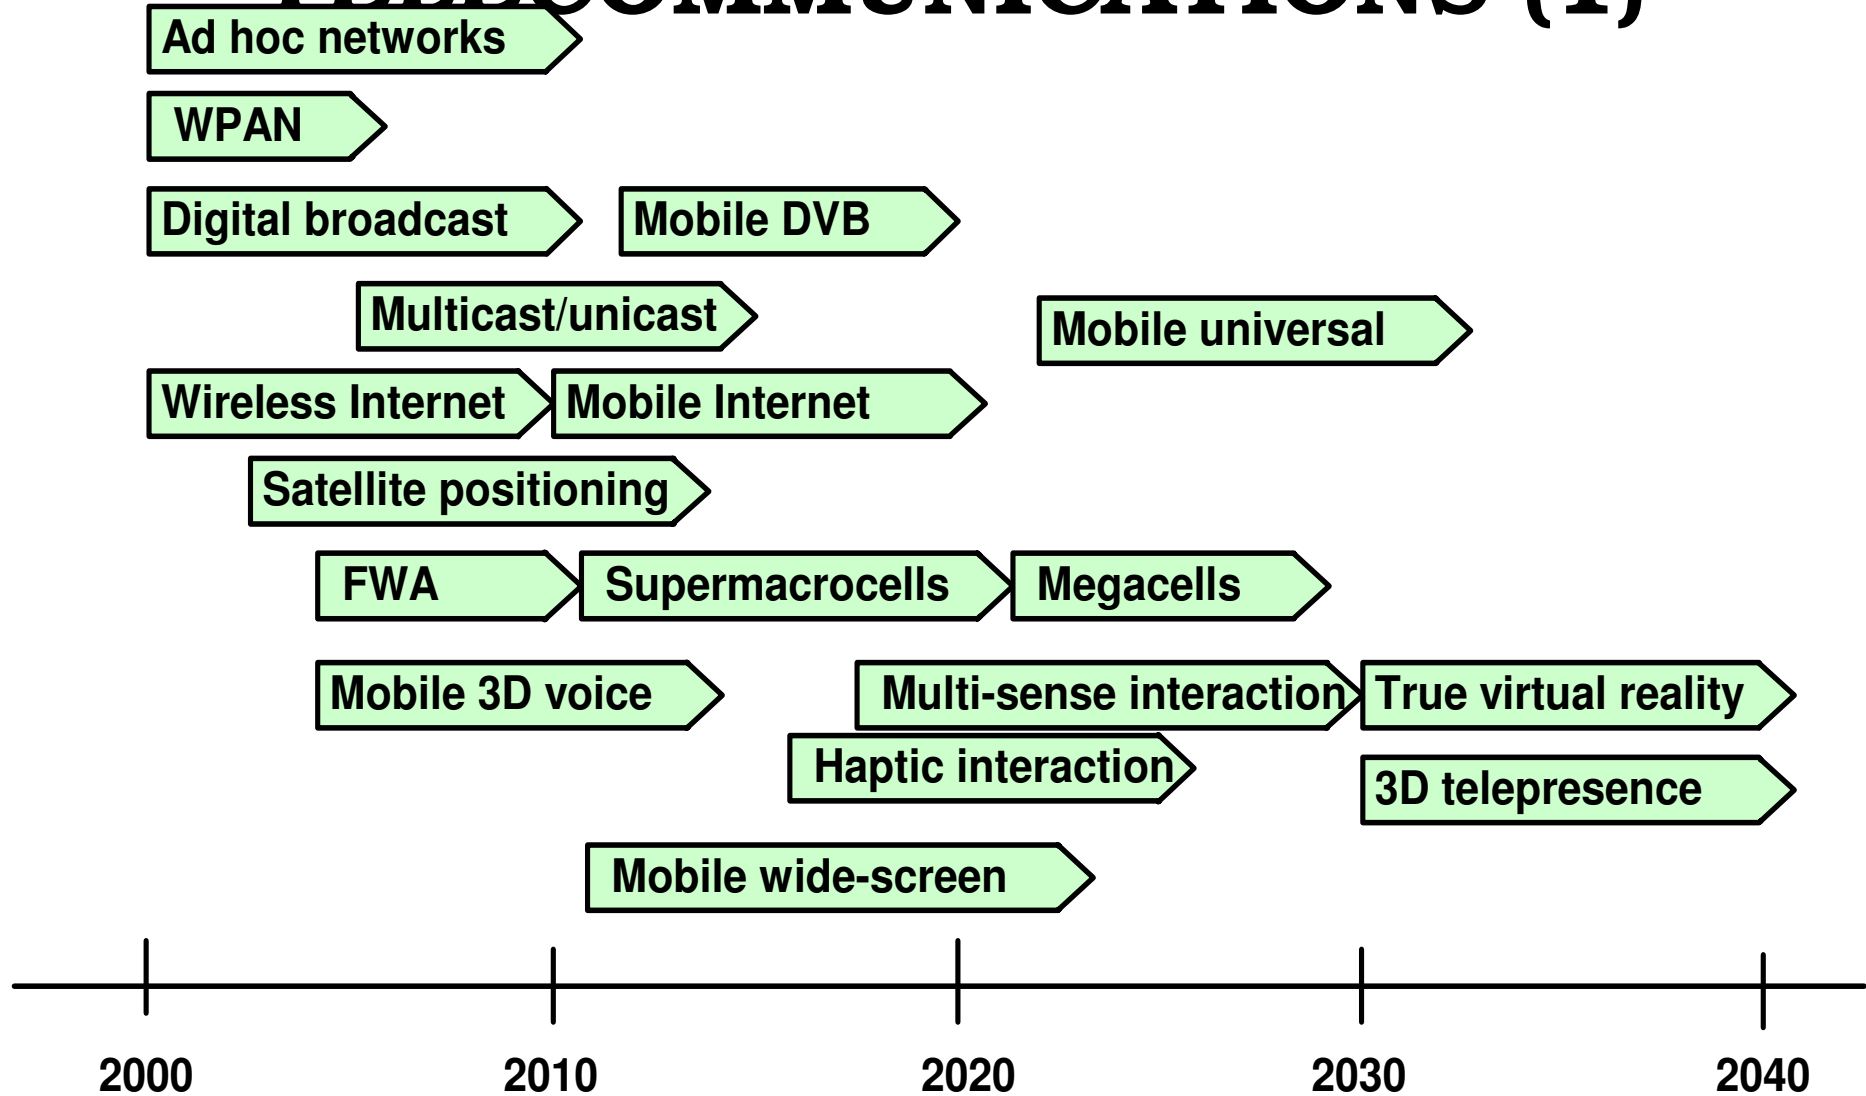 TELECOMMUNICATIONS (1)
Ad hoc networks
WPAN
Digital broadcast
Mobile DVB
Multicast/unicast
Mobile universal
Wireless Internet
Mobile Internet
Satellite positioning
FWA
Supermacrocells
Megacells
Mobile 3D voice
Multi-sense interaction
True virtual reality
Haptic interaction
3D telepresence
Mobile wide-screen
2000
2010
2020
2030
2040